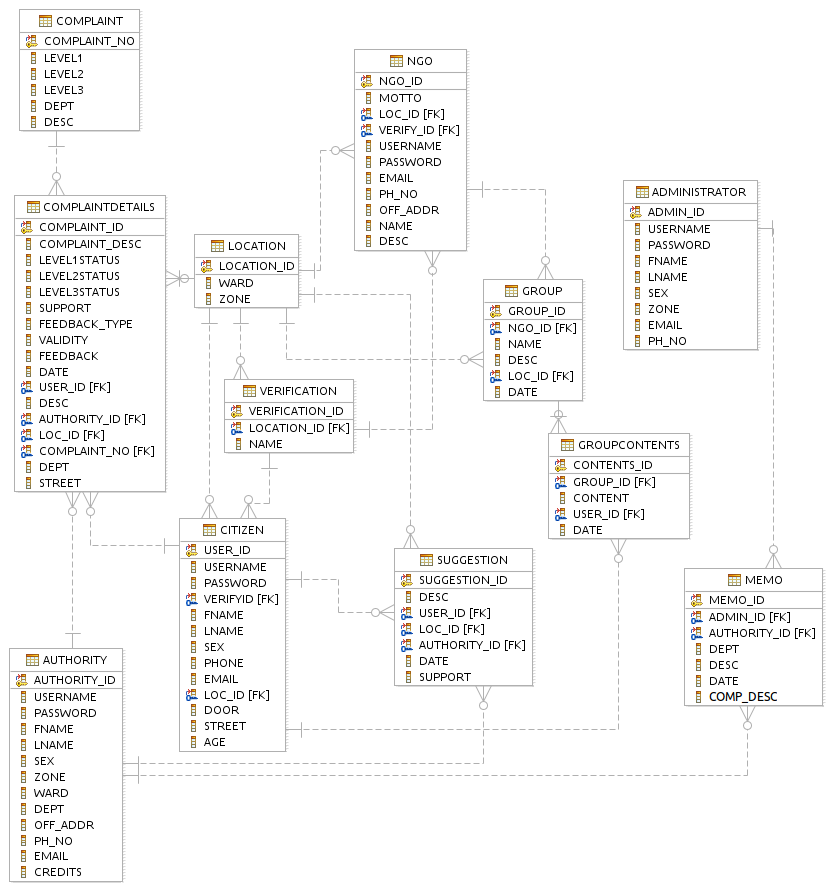 COMPLAINT
COMPLAINT_NO
LEVEL1
LEVEL2
LEVEL3
DEPT
DESC
NGO
NGO_ID
MOTTO
LOC_ID [FK]
VERIFY_ID [FK]
USERNAME
PASSWORD
EMAIL
PH_NO
OFF_ADDR
NAME
DESC
ADMINISTRATOR
ADMIN_ID
USERNAME
PASSWORD
FNAME
LNAME
SEX
ZONE
EMAIL
PH_NO
COMPLAINTDETAILS
COMPLAINT_ID
COMPLAINT_DESC
LEVEL1STATUS
LEVEL2STATUS
LEVEL3STATUS
SUPPORT
FEEDBACK_TYPE
VALIDITY
FEEDBACK
DATE
USER_ID [FK]
DESC
AUTHORITY_ID [FK]
LOC_ID [FK]
COMPLAINT_NO [FK]
DEPT
STREET
LOCATION
LOCATION_ID
WARD
ZONE
GROUP
GROUP_ID
NGO_ID [FK]
NAME
DESC
LOC_ID [FK]
DATE
VERIFICATION
VERIFICATION_ID
LOCATION_ID [FK]
NAME
GROUPCONTENTS
CONTENTS_ID
GROUP_ID [FK]
CONTENT
USER_ID [FK]
DATE
CITIZEN
USER_ID
USERNAME
PASSWORD
VERIFYID [FK]
FNAME
LNAME
SEX
PHONE
EMAIL
LOC_ID [FK]
DOOR
STREET
AGE
SUGGESTION
SUGGESTION_ID
DESC
USER_ID [FK]
LOC_ID [FK]
AUTHORITY_ID [FK]
DATE
SUPPORT
MEMO
MEMO_ID
ADMIN_ID [FK]
AUTHORITY_ID [FK]
DEPT
DESC
DATE
COMP_DESC
AUTHORITY
AUTHORITY_ID
USERNAME
PASSWORD
FNAME
LNAME
SEX
ZONE
WARD
DEPT
OFF_ADDR
PH_NO
EMAIL
CREDITS